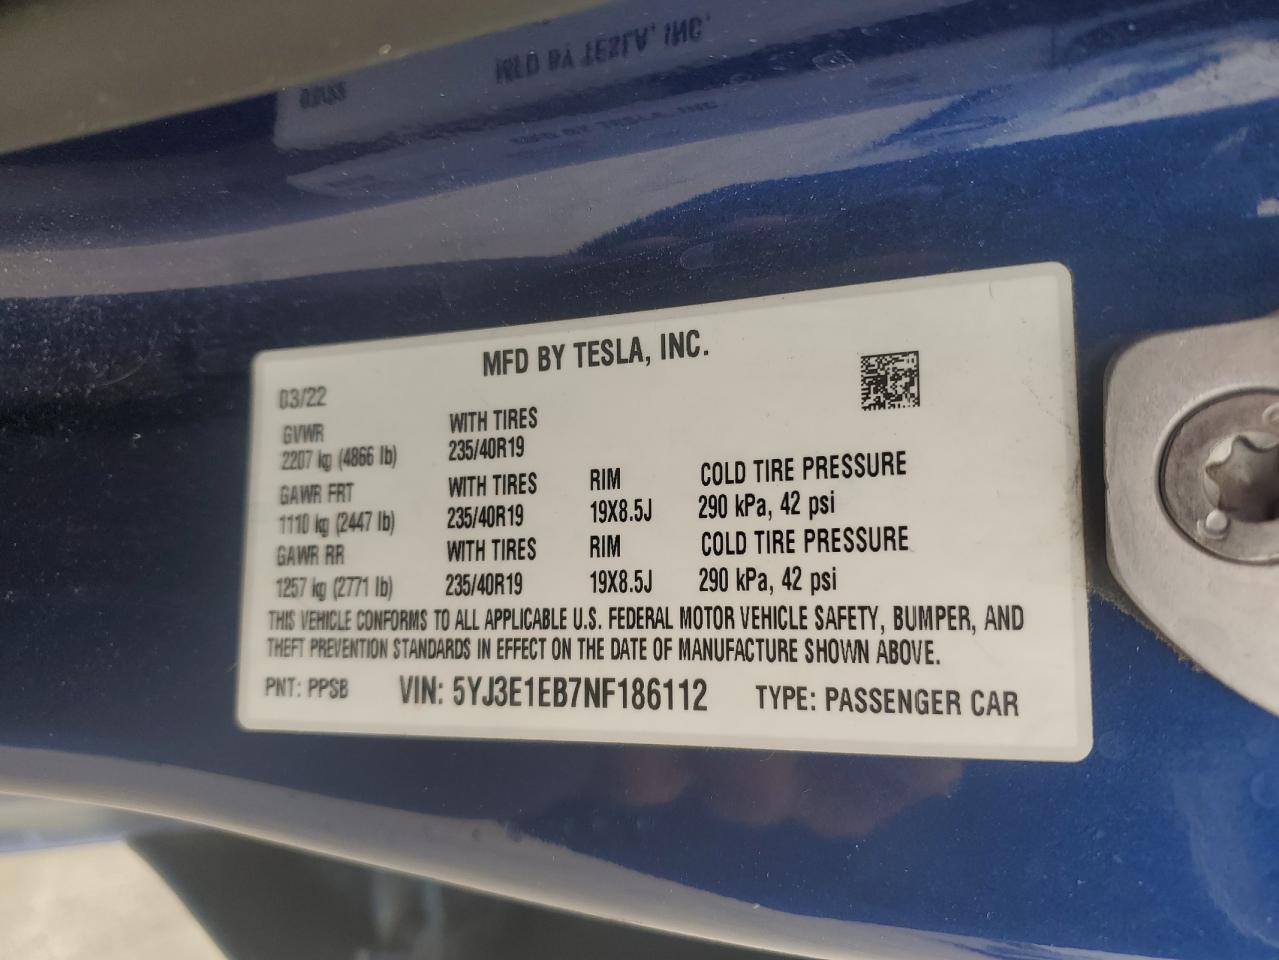 MFD BY TESLA, INC.
03/22
GVWR
2207 kg (4866 lb)
WITH TIRES
235/40R19
GAWR FRT
1110 kg (2447 lb)
WITH TIRES
235/40R19
RIM
19X8.5J
COLD TIRE PRESSURE
290 kPa, 42 psi
GAWR RR
1257 kg (2771 lb)
WITH TIRES
235/40R19
RIM
19X8.5J
COLD TIRE PRESSURE
290 kPa, 42 psi
THIS VEHICLE CONFORMS TO ALL APPLICABLE U.S. FEDERAL MOTOR VEHICLE SAFETY, BUMPER, AND
THEFT PREVENTION STANDARDS IN EFFECT ON THE DATE OF MANUFACTURE SHOWN ABOVE.
PNT: PPSB VIN: 5YJ3E1EB7NF186112 TYPE: PASSENGER CAR